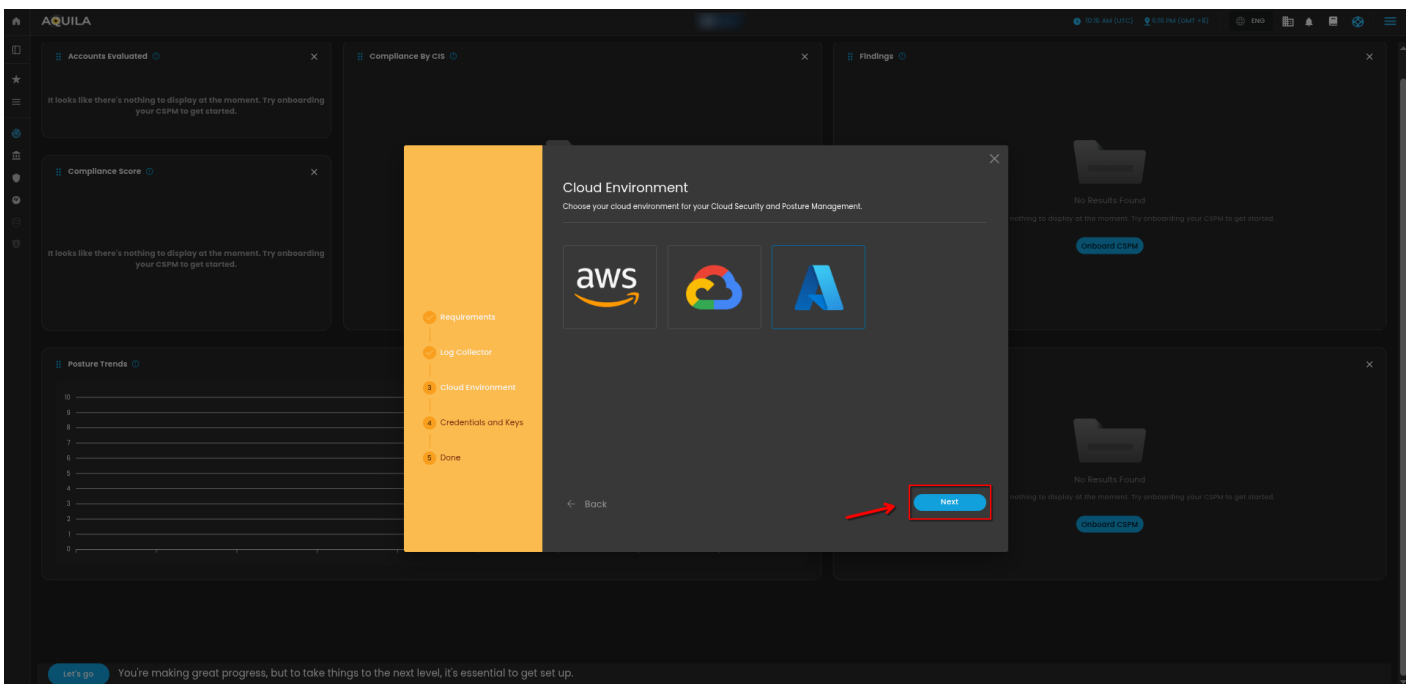 AQUILA
10:16 AM (UTC)
6:16 PM (GMT +8)
ENG
Accounts Evaluated
It looks like there's nothing to display at the moment. Try onboarding
your CSPM to get started.
Compliance By CIS
Findings
No Results Found
nothing to display at the moment. Try onboarding your CSPM to get started.
Onboard CSPM
Compliance Score
It looks like there's nothing to display at the moment. Try onboarding
your CSPM to get started.
Cloud Environment
Choose your cloud environment for your Cloud Security and Posture Management.
aws
Requirements
Log Collector
3 Cloud Environment
4 Credentials and Keys
5 Done
Back
Next
Posture Trends
10
9
8
7
6
5
4
3
2
1
0
No Results Found
nothing to display at the moment. Try onboarding your CSPM to get started.
Onboard CSPM
Let's go
You're making great progress, but to take things to the next level, it's essential to get set up.